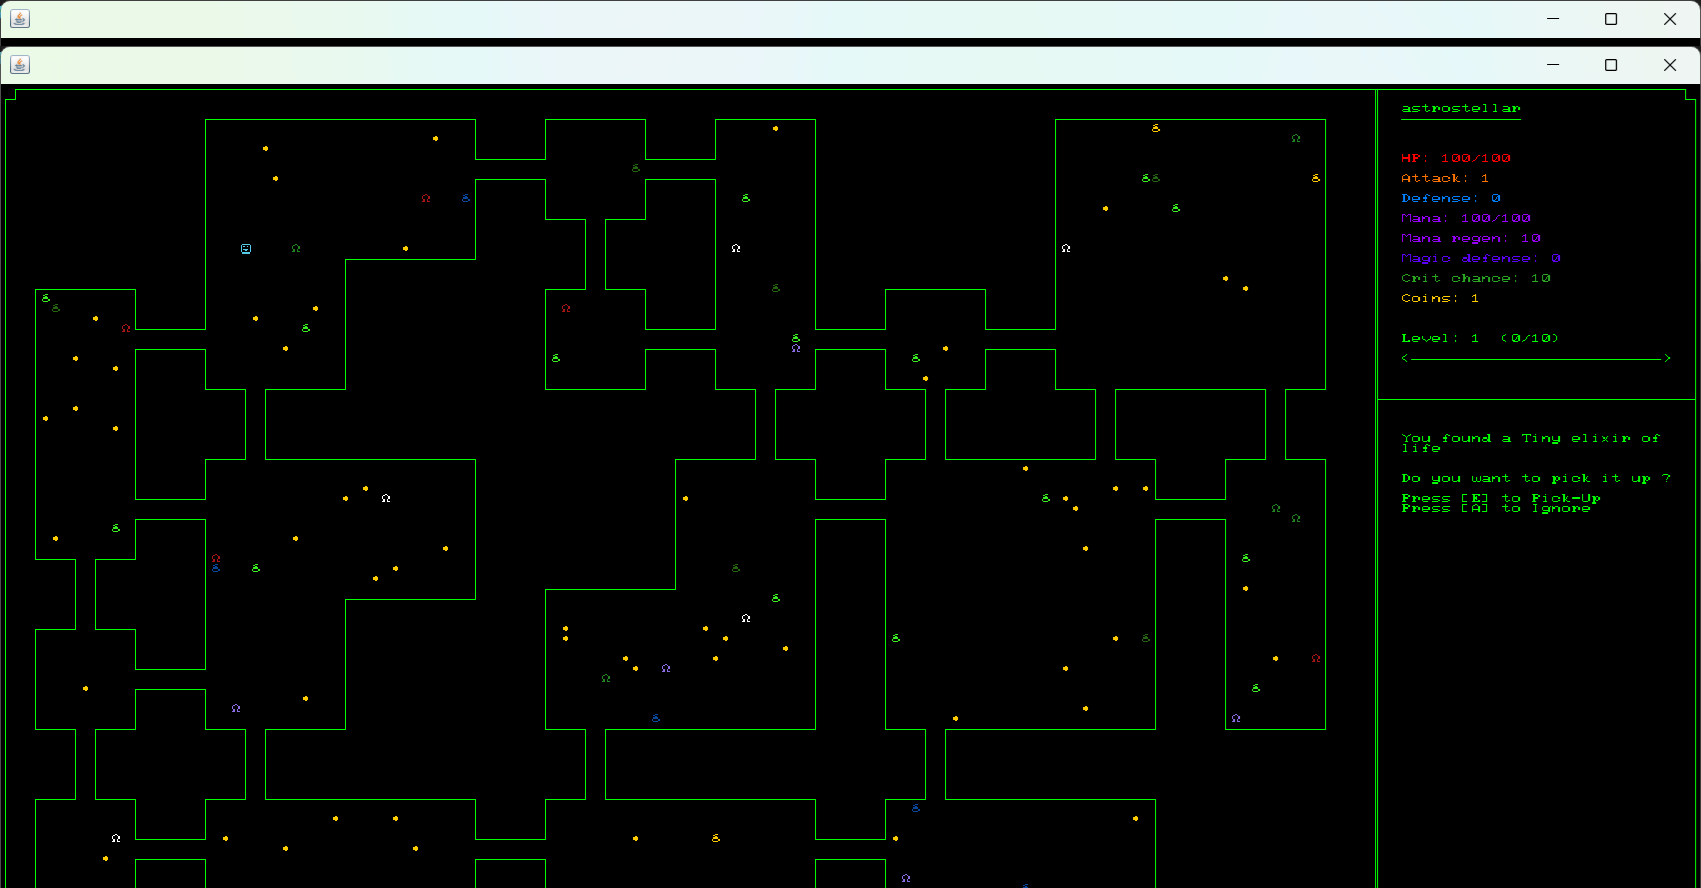 astrostellar
HP: 100/100
Attack: 1
Defense: 0
Mana: 100/100
Mana regen: 10
Magic defense: 0
Crit chance: 10
Coins: 1
Level: 1 (0/10)
You found a Tiny elixir of
life
Do you want to pick it up ?
Press [E] to Pick-Up
Press [A] to Ignore